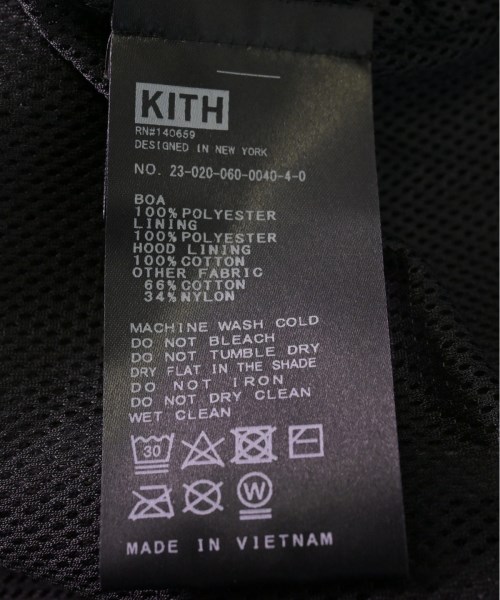 KITH
RN#140659
DESIGNED IN NEW YORK
NO. 23-020-060-0040-4-0
BOA
100%POLYESTER
LINING
100%POLYESTER
HOOD LINING
100%COTTON
OTHER FABRIC
66%COTTON
34%NYLON
MACHINE WASH COLD
DO NOT BLEACH
DO NOT TUMBLE DRY
DRY FLAT IN THE SHADE
DO NOT IRON
DO NOT DRY CLEAN
WET CLEAN
30
W
MADE IN VIETNAM